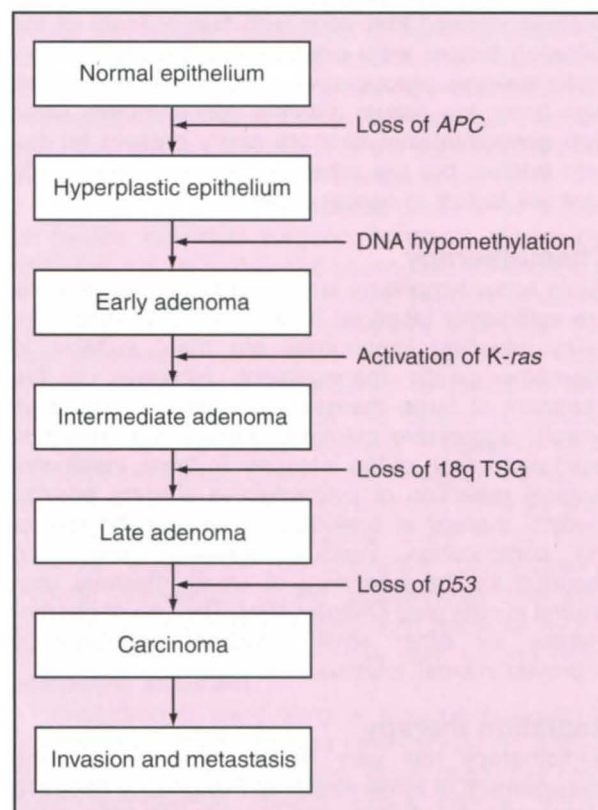 Normal epithelium
Loss of APC
Hyperplastic epithelium
DNA hypomethylation
Early adenoma
Activation of K-ras
Intermediate adenoma
Loss of 18q TSG
Late adenoma
Loss of p53
Carcinoma
Invasion and metastasis